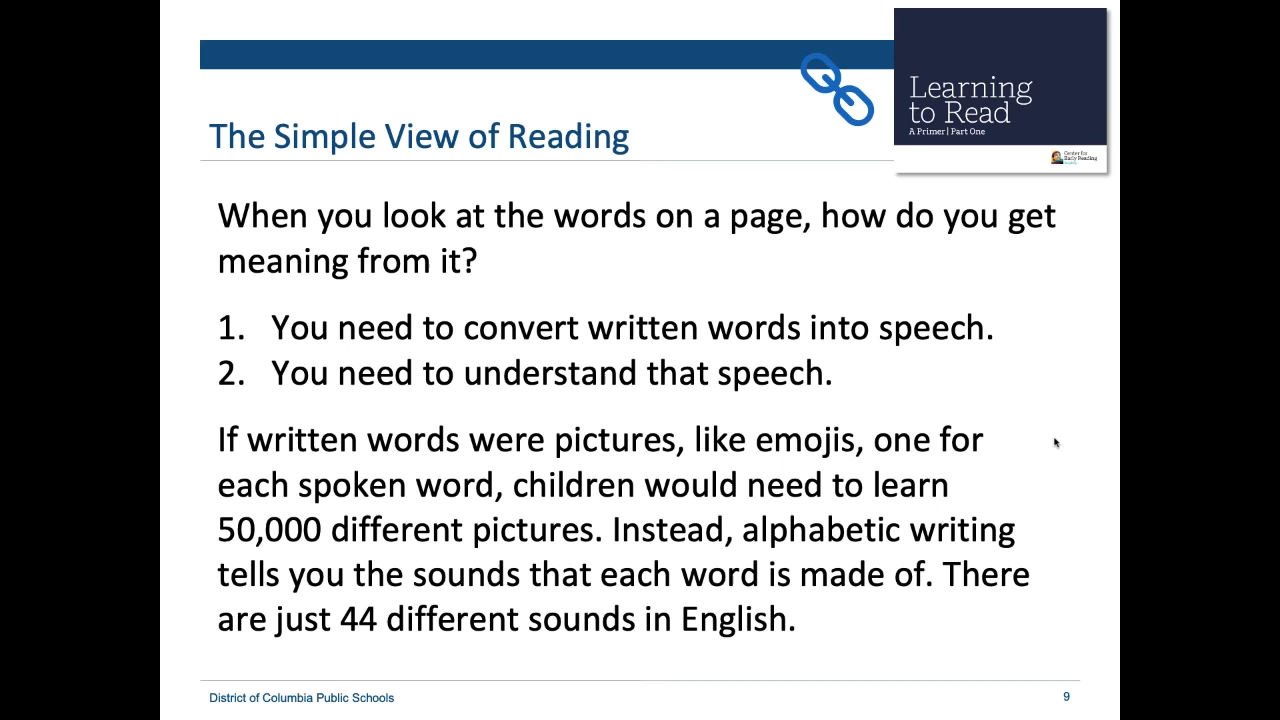 Learning
to Read
A Primer | Part One
Center for
Early Reading
The Simple View of Reading
When you look at the words on a page, how do you get
meaning from it?
1. You need to convert written words into speech.
2. You need to understand that speech.
If written words were pictures, like emojis, one for
each spoken word, children would need to learn
50,000 different pictures. Instead, alphabetic writing
tells you the sounds that each word is made of. There
are just 44 different sounds in English.
District of Columbia Public Schools
9